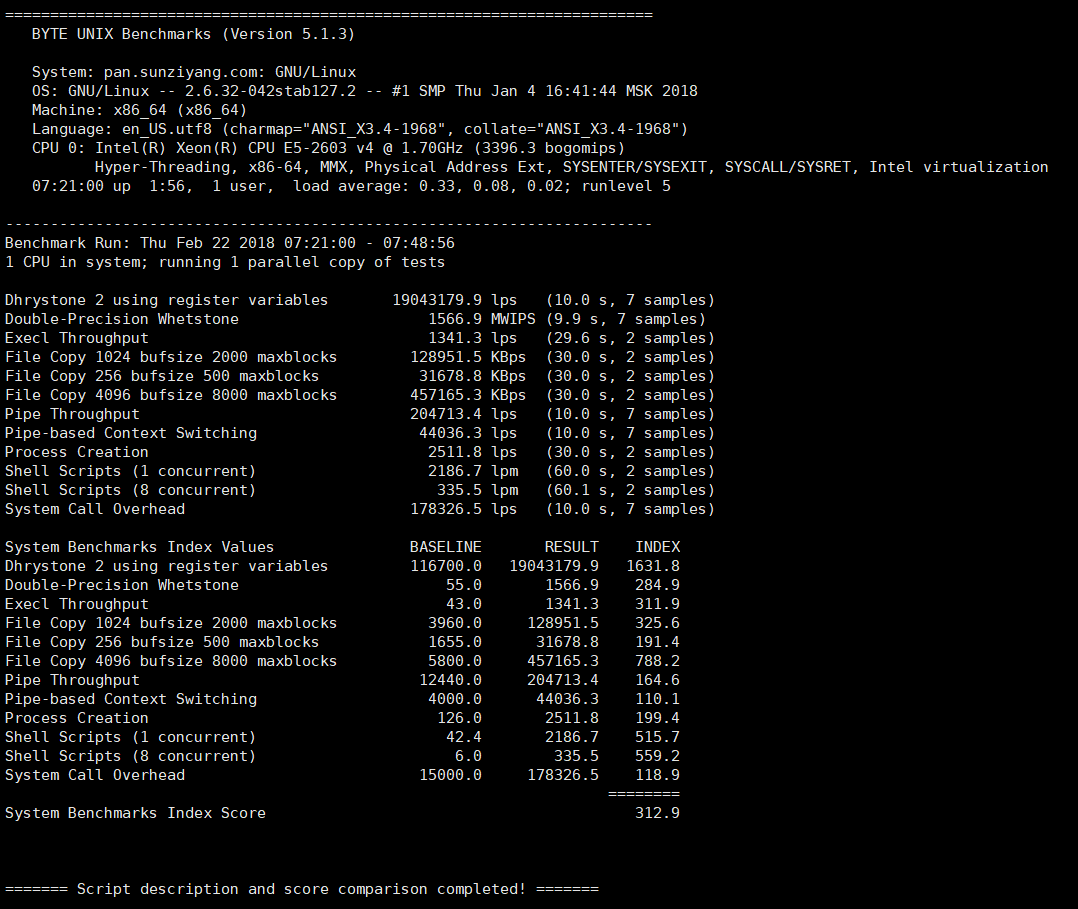 ========================================================================
   BYTE UNIX Benchmarks (Version 5.1.3)

   System: pan.sunziyang.com: GNU/Linux
   OS: GNU/Linux -- 2.6.32-042stab127.2 -- #1 SMP Thu Jan 4 16:41:44 MSK 2018
   Machine: x86_64 (x86_64)
   Language: en_US.utf8 (charmap="ANSI_X3.4-1968", collate="ANSI_X3.4-1968")
   CPU 0: Intel(R) Xeon(R) CPU E5-2603 v4 @ 1.70GHz (3396.3 bogomips)
          Hyper-Threading, x86-64, MMX, Physical Address Ext, SYSENTER/SYSEXIT, SYSCALL/SYSRET, Intel virtualization
   07:21:00 up  1:56,  1 user,  load average: 0.33, 0.08, 0.02; runlevel 5

------------------------------------------------------------------------
Benchmark Run: Thu Feb 22 2018 07:21:00 - 07:48:56
1 CPU in system; running 1 parallel copy of tests

Dhrystone 2 using register variables       19043179.9 lps   (10.0 s, 7 samples)
Double-Precision Whetstone                     1566.9 MWIPS (9.9 s, 7 samples)
Execl Throughput                               1341.3 lps   (29.6 s, 2 samples)
File Copy 1024 bufsize 2000 maxblocks        128951.5 KBps  (30.0 s, 2 samples)
File Copy 256 bufsize 500 maxblocks           31678.8 KBps  (30.0 s, 2 samples)
File Copy 4096 bufsize 8000 maxblocks        457165.3 KBps  (30.0 s, 2 samples)
Pipe Throughput                              204713.4 lps   (10.0 s, 7 samples)
Pipe-based Context Switching                  44036.3 lps   (10.0 s, 7 samples)
Process Creation                               2511.8 lps   (30.0 s, 2 samples)
Shell Scripts (1 concurrent)                   2186.7 lpm   (60.0 s, 2 samples)
Shell Scripts (8 concurrent)                    335.5 lpm   (60.1 s, 2 samples)
System Call Overhead                         178326.5 lps   (10.0 s, 7 samples)

System Benchmarks Index Values               BASELINE       RESULT    INDEX
Dhrystone 2 using register variables         116700.0   19043179.9   1631.8
Double-Precision Whetstone                       55.0       1566.9    284.9
Execl Throughput                                 43.0       1341.3    311.9
File Copy 1024 bufsize 2000 maxblocks          3960.0     128951.5    325.6
File Copy 256 bufsize 500 maxblocks            1655.0      31678.8    191.4
File Copy 4096 bufsize 8000 maxblocks          5800.0     457165.3    788.2
Pipe Throughput                               12440.0     204713.4    164.6
Pipe-based Context Switching                   4000.0      44036.3    110.1
Process Creation                                126.0       2511.8    199.4
Shell Scripts (1 concurrent)                     42.4       2186.7    515.7
Shell Scripts (8 concurrent)                      6.0        335.5    559.2
System Call Overhead                          15000.0     178326.5    118.9
                                                                   ========
System Benchmarks Index Score                                         312.9

======= Script description and score comparison completed! =======